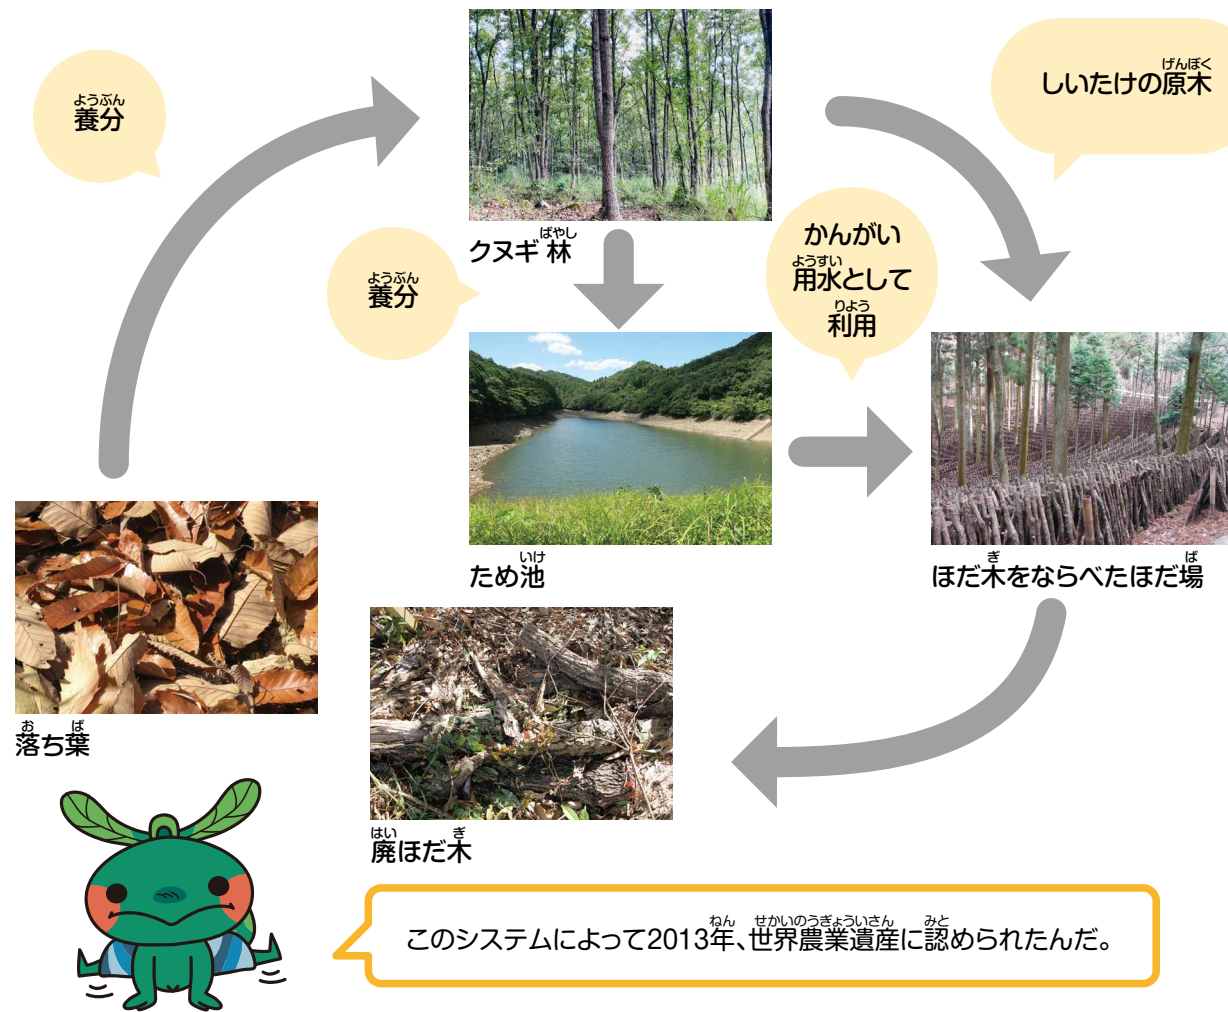 養分
しいたけの原木
クヌギ林
養分
かんがい
用水として
利用
ため池
ほだ木をならべたほだ場
落ち葉
廃ほだ木
このシステムによって2013年、世界農業遺産に認められたんだ。
ようぶん
げんぼく
ばやし
ようぶん
ようすい
りよう
いけ
ぎ
ば
お
ば
はい
ぎ
ねん
せかいのうぎょういさん
みと